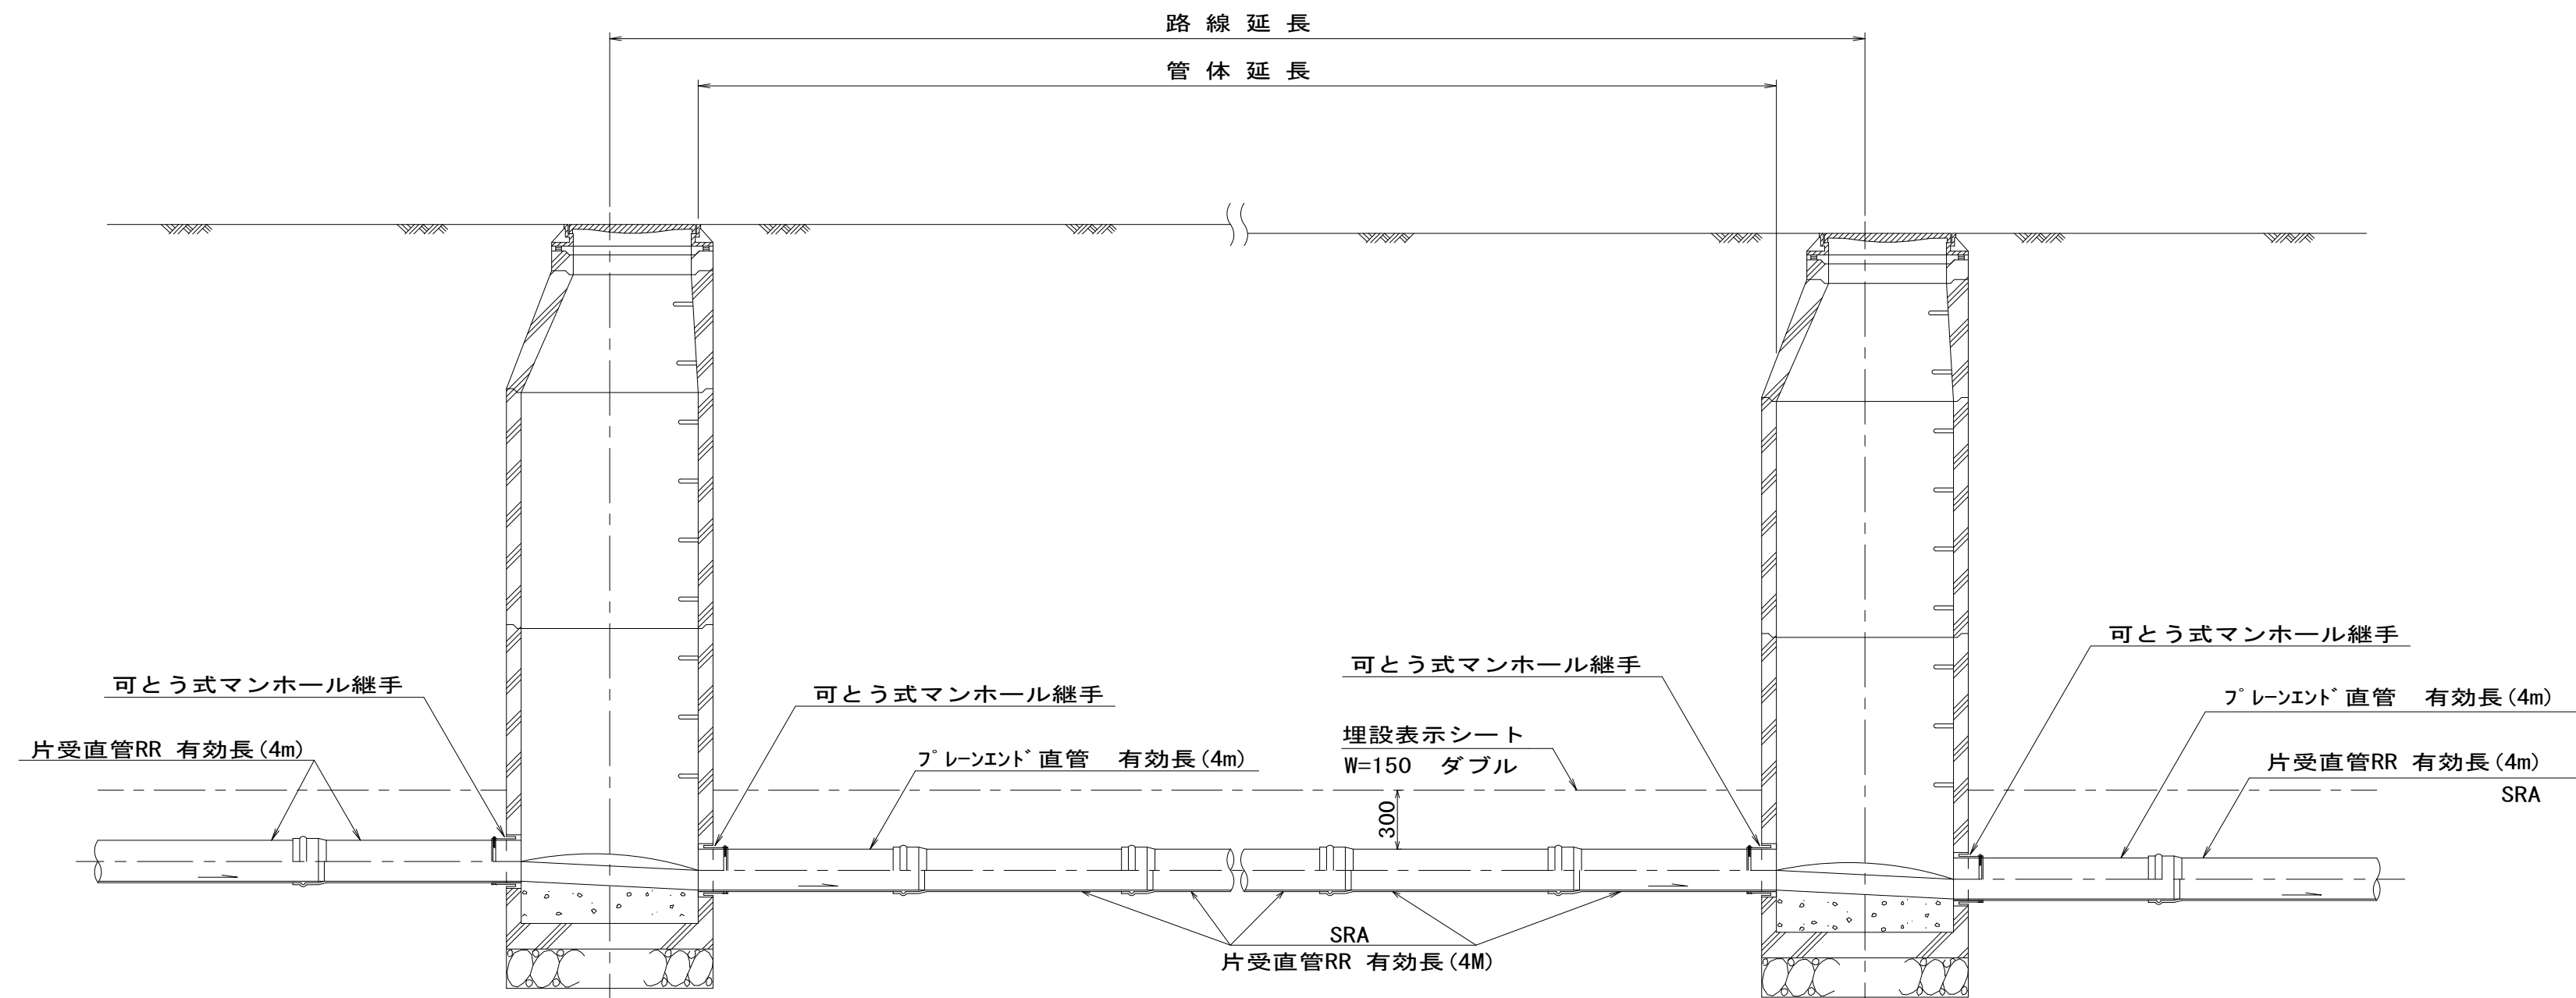 路線延長
管体延長
可とう式マンホール継手
片受直管RR 有効長(4m)
可とう式マンホール継手
プレーンエンド直管 有効長(4m)
可とう式マンホール継手
埋設表示シート
W=150 ダブル
300
SRA
片受直管RR 有効長(4M)
可とう式マンホール継手
プレーンエンド直管 有効長(4m)
片受直管RR 有効長(4m)
SRA